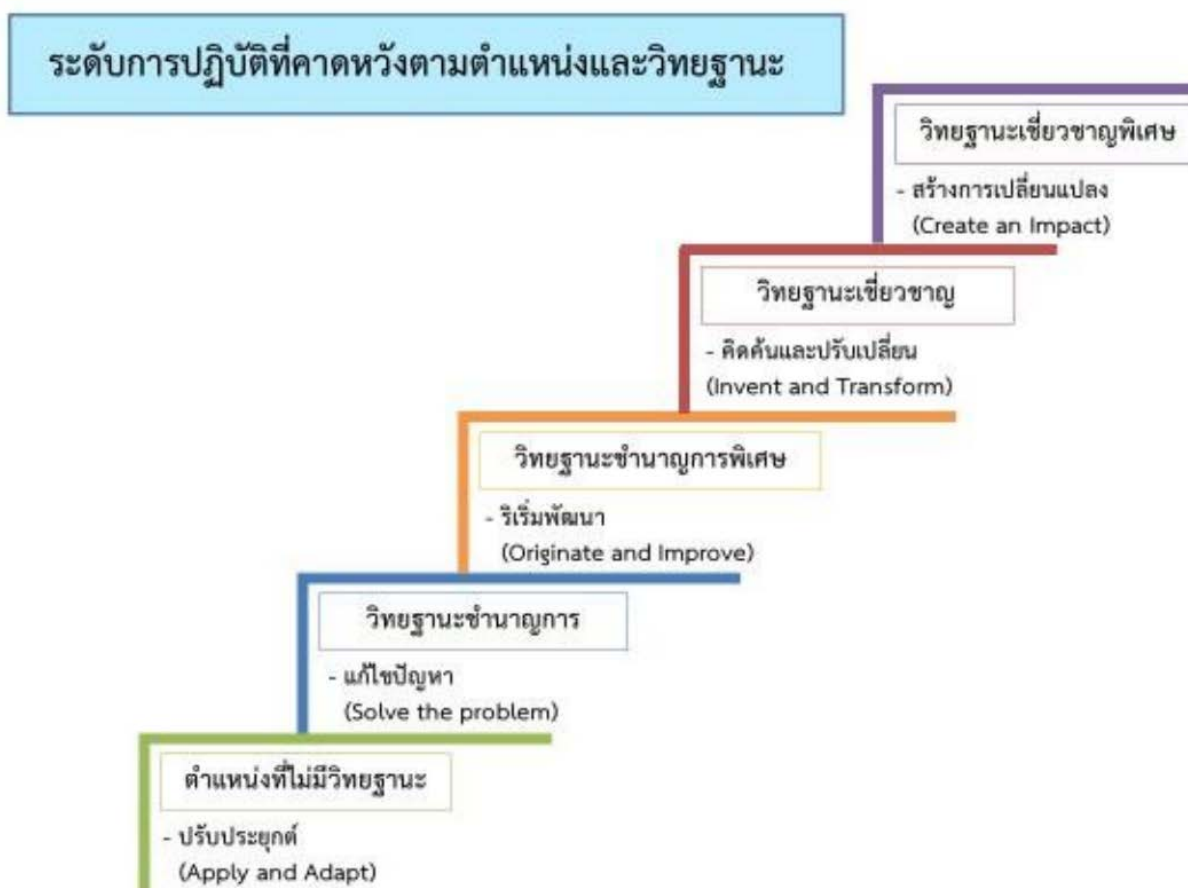 ระดับการปฏิบัติที่คาดหวังตามตำแหน่งและวิทยฐานะ
วิทยฐานะเชี่ยวชาญพิเศษ
- สร้างการเปลี่ยนแปลง
(Create an Impact)
วิทยฐานะเชี่ยวชาญ
- คิดค้นและปรับเปลี่ยน
(Invent and Transform)
วิทยฐานะชำนาญการพิเศษ
- ริเริ่มพัฒนา
(Originate and Improve)
วิทยฐานะชำนาญการ
- แก้ไขปัญหา
(Solve the problem)
ตำแหน่งที่ไม่มีวิทยฐานะ
- ปรับประยุกต์
(Apply and Adapt)